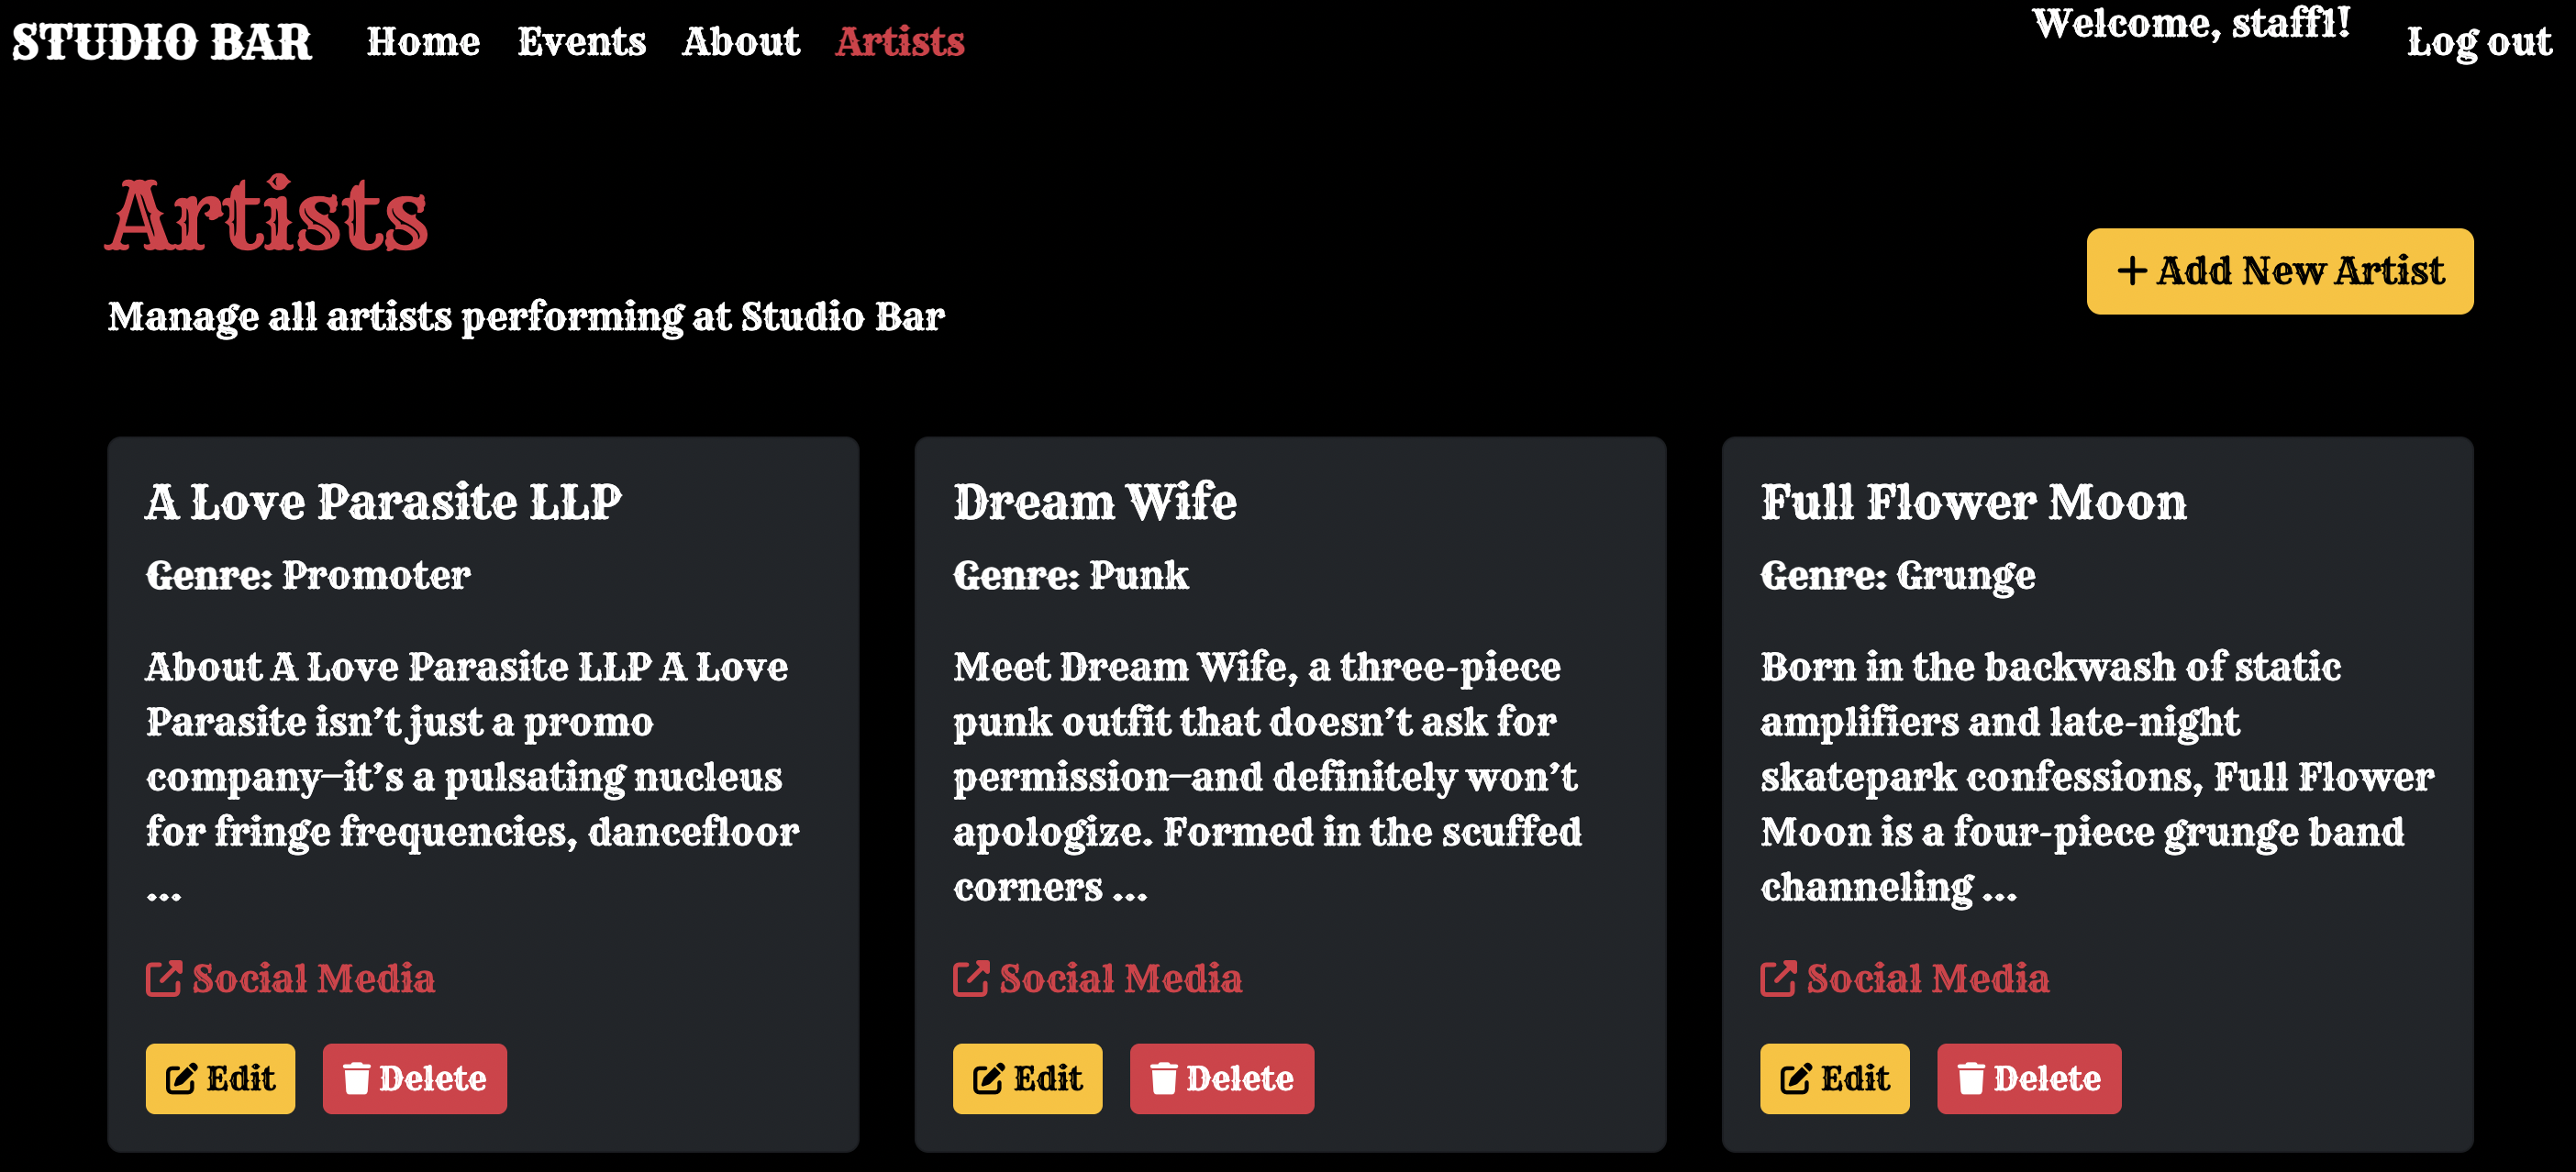 STUDIO BAR Home Events About Artists Welcome, staff1! Log out
Artists
Manage all artists performing at Studio Bar
+ Add New Artist
A Love Parasite LLP
Genre: Promoter
About A Love Parasite LLP A Love
Parasite isn’t just a promo
company—it’s a pulsating nucleus
for fringe frequencies, dancefloor
...
Social Media
Edit Delete
Dream Wife
Genre: Punk
Meet Dream Wife, a three-piece
punk outfit that doesn’t ask for
permission—and definitely won’t
apologize. Formed in the scuffed
corners ...
Social Media
Edit Delete
Full Flower Moon
Genre: Grunge
Born in the backwash of static
amplifiers and late-night
skatepark confessions, Full Flower
Moon is a four-piece grunge band
channeling ...
Social Media
Edit Delete